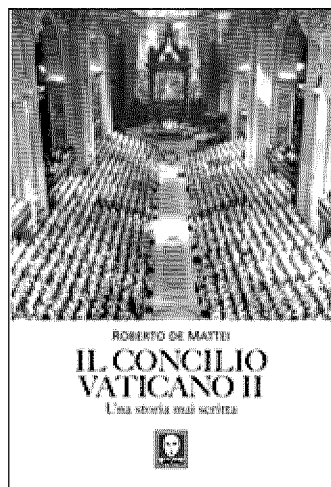 ROBERTO DE MATTEI
IL CONCILIO
VATICANO II
Una storia mai scritta